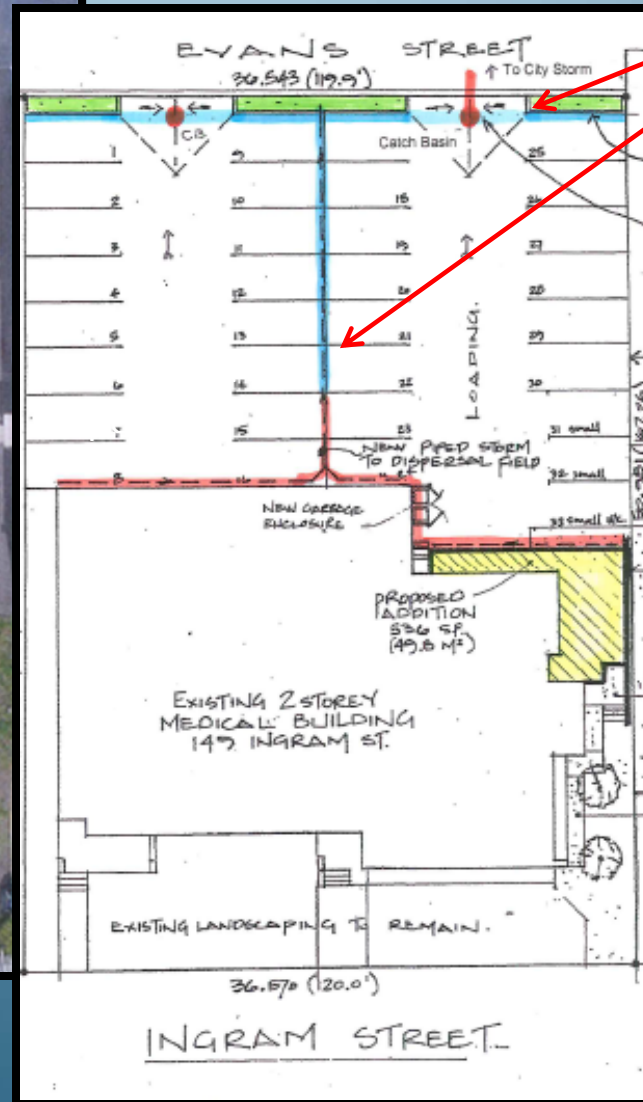 EVANS STREET
36.543 (119.9')
↑ To City Storm
C.B.
Catch Basin
1
9
25
2
10
18
26
3
11
19
27
4
12
20
28
5
13
21
29
6
14
22
30
15
23
31 small
8
16
32 small
33 small
LOADING.
NEW PIPED STORM
TO DISPERSAL FIELD
NEW GARBAGE
ENCLOSURE
PROPOSED
ADDITION
536 SF.
(49.8 M²)
EXISTING 2 STOREY
MEDICAL BUILDING
149 INGRAM ST.
EXISTING LANDSCAPING TO REMAIN.
36.570 (120.0')
INGRAM STREET